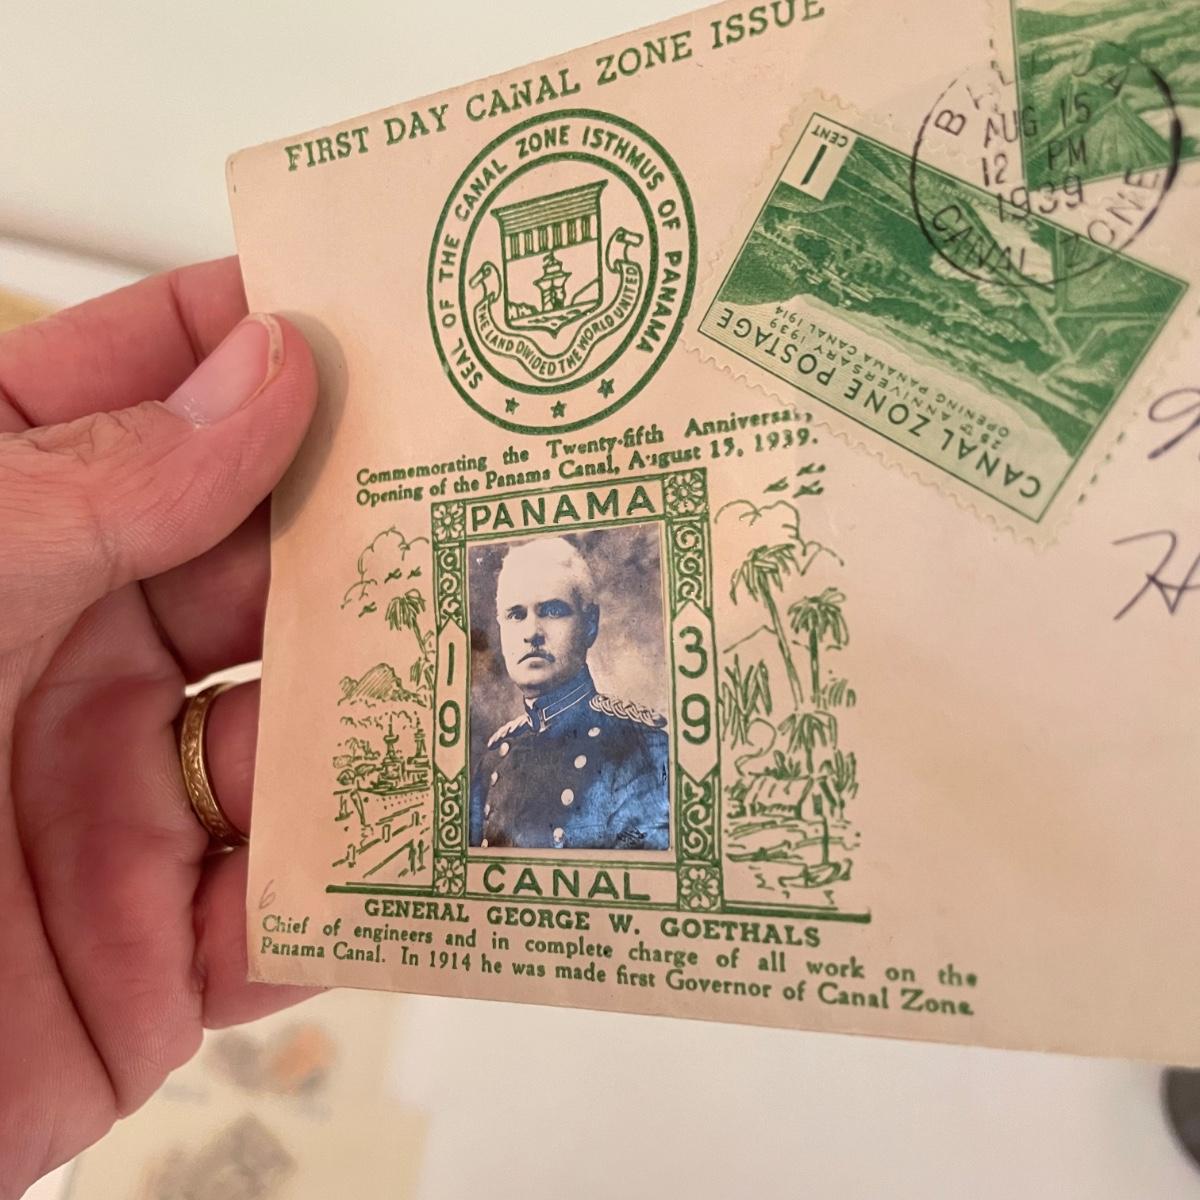 FIRST DAY CANAL ZONE ISSUE
SEAL OF THE CANAL ZONE ISTHMUS OF PANAMA
THE LAND DIVIDED THE WORLD UNITED
Commemorating the Twenty-fifth
Opening of the Panama Canal, August 15, 1939.
PANAMA
19
39
CANAL
GENERAL GEORGE W. GOETHALS
Chief of engineers and in complete charge of all work on the
Panama Canal. In 1914 he was made first Governor of Canal Zone.
6
1
CENT
CANAL ZONE POSTAGE
25TH ANNIVERSARY 1939
OPENING PANAMA CANAL 1914
AUG 15
12 PM
1939
CANAL ZONE
H